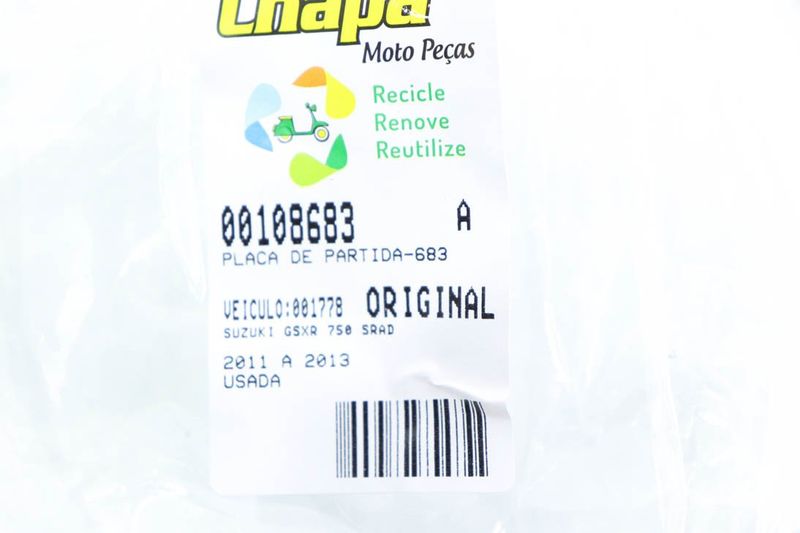 Chapa
Moto Peças
Recicle
Renove
Reutilize
00108683 A
PLACA DE PARTIDA-683
VEICULO:001778 ORIGINAL
SUZUKI GSXR 750 SRAD
2011 A 2013
USADA